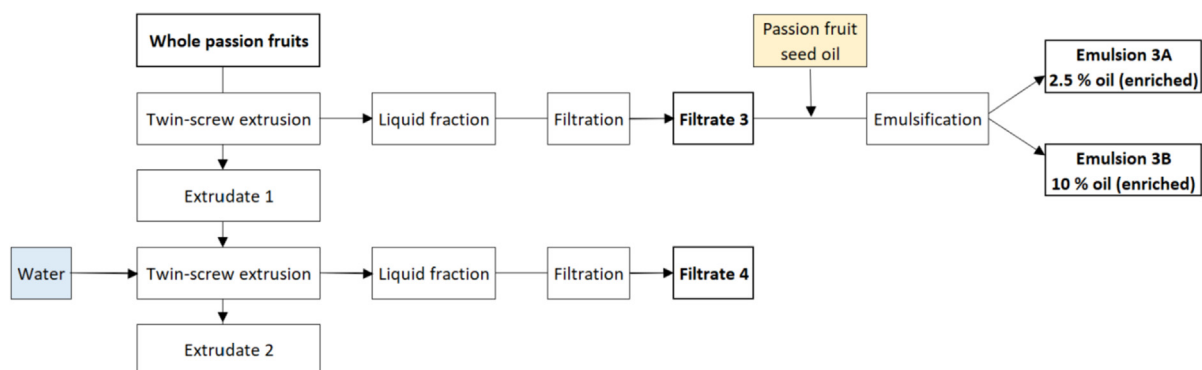 Whole passion fruits
Passion fruit
seed oil
Emulsion 3A
2.5 % oil (enriched)
Twin-screw extrusion
Liquid fraction
Filtration
Filtrate 3
Emulsification
Emulsion 3B
10 % oil (enriched)
Extrudate 1
Water
Twin-screw extrusion
Liquid fraction
Filtration
Filtrate 4
Extrudate 2